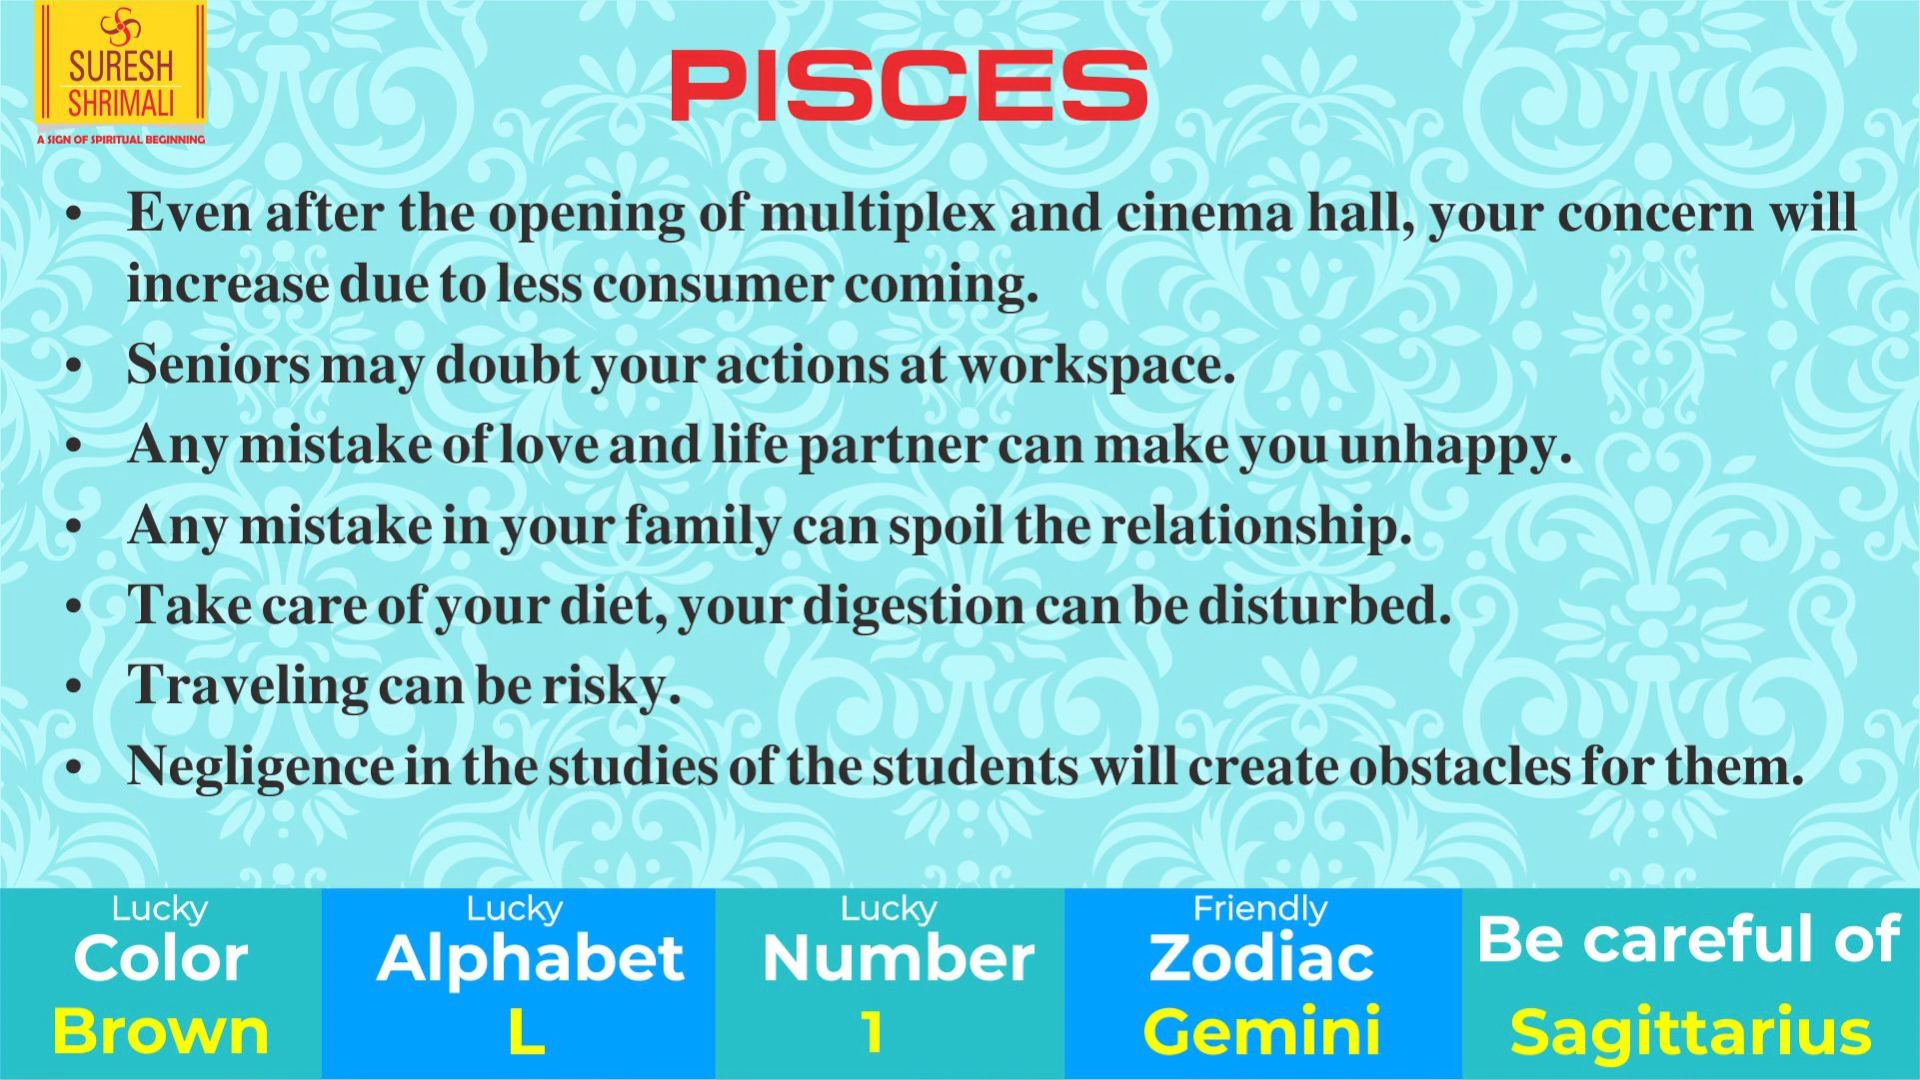 SURESH
SHRIMALI
A SIGN OF SPIRITUAL BEGINNING
PISCES
• Even after the opening of multiplex and cinema hall, your concern will
increase due to less consumer coming.
• Seniors may doubt your actions at workspace.
• Any mistake of love and life partner can make you unhappy.
• Any mistake in your family can spoil the relationship.
• Take care of your diet, your digestion can be disturbed.
• Traveling can be risky.
• Negligence in the studies of the students will create obstacles for them.
Lucky
Color
Brown
Lucky
Alphabet
L
Lucky
Number
1
Friendly
Zodiac
Gemini
Be careful of
Sagittarius